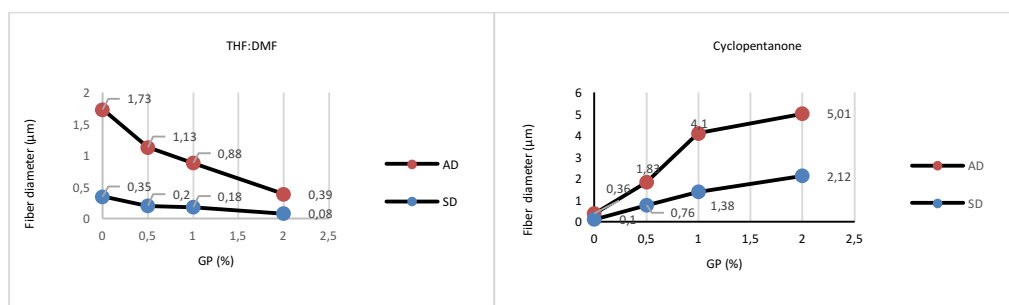 THF:DMF
Fiber diameter (μm)
2
1,5
1
0,5
0
1,73
1,13
0,88
0,39
0,35
0,2
0,18
0,08
0 0,5 1 1,5 2 2,5
GP (%)
AD
SD
Cyclopentanone
Fiber diameter (μm)
6
5
4
3
2
1
0
0,36
1,83
4,1
5,01
0,1
0,76
1,38
2,12
0 0,5 1 1,5 2 2,5
GP (%)
AD
SD